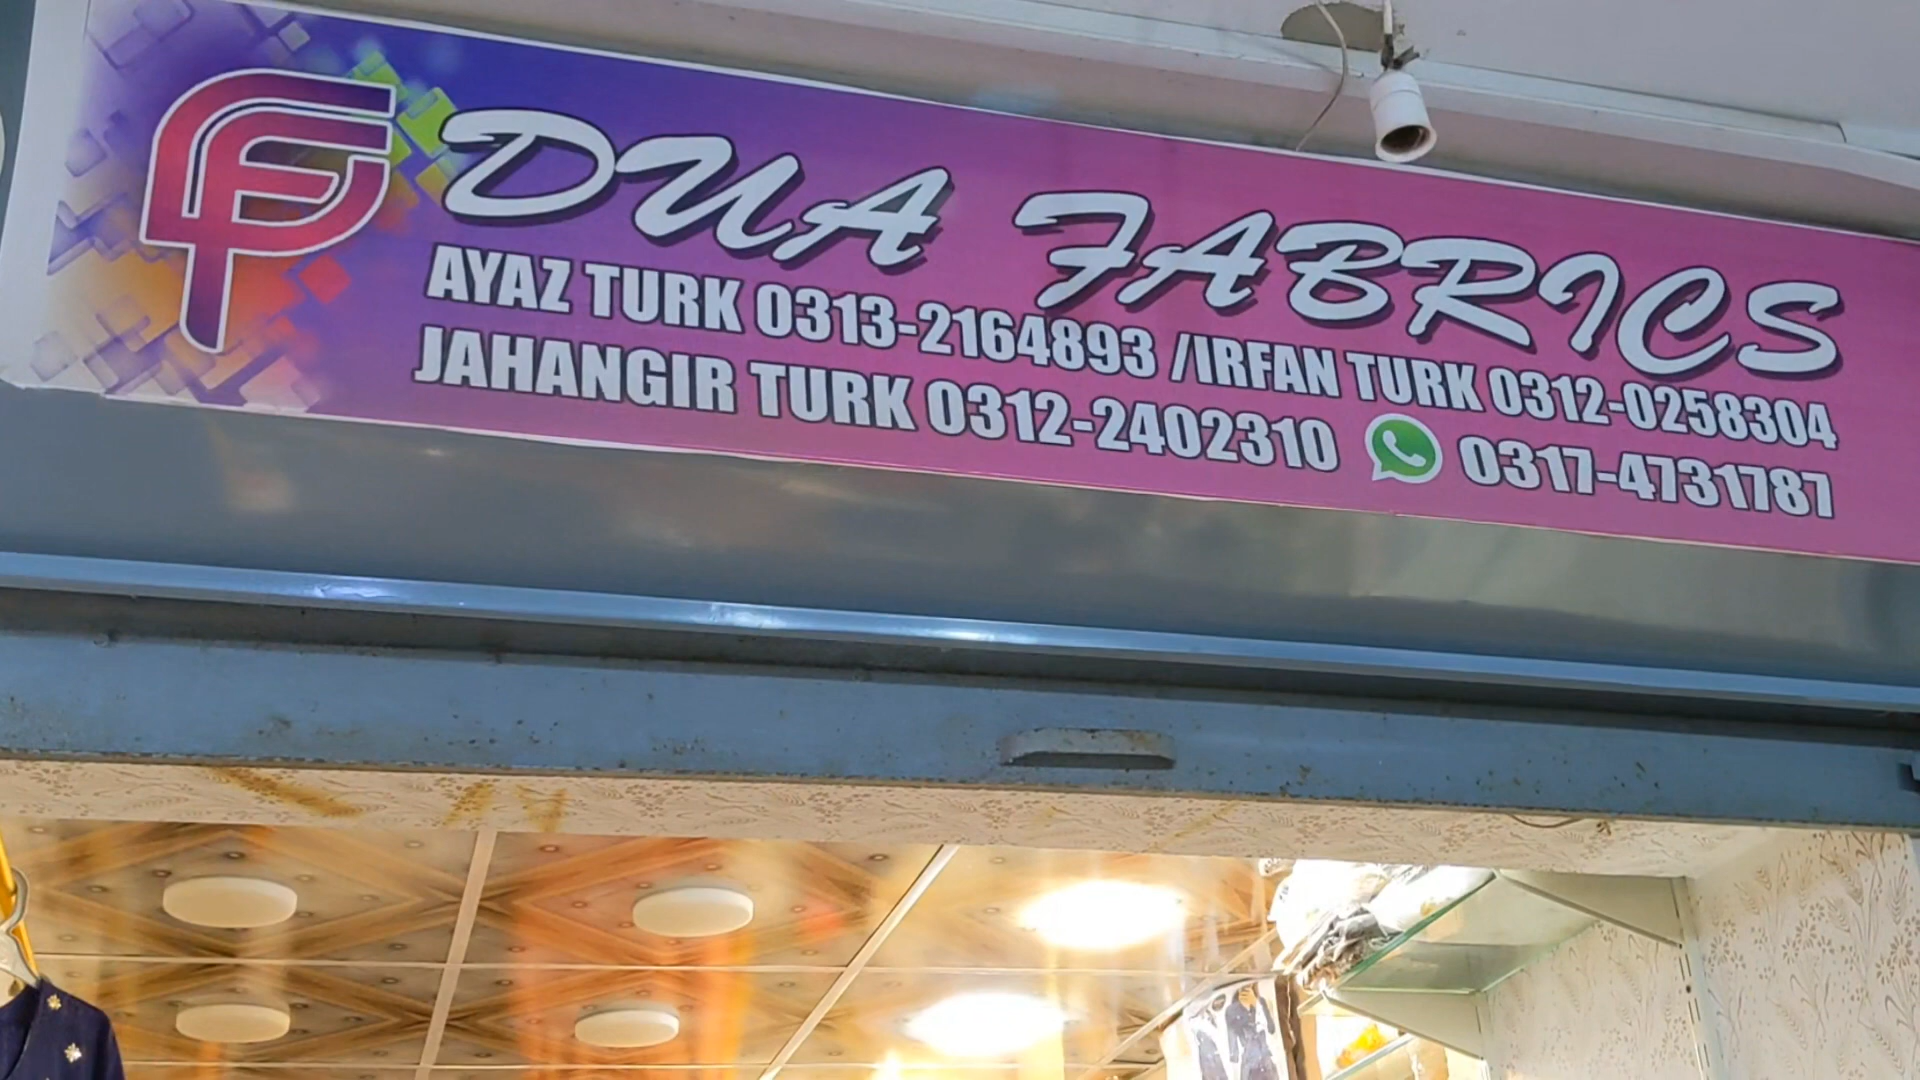 DUA FABRICS
AYAZ TURK 0313-2164893 /IRFAN TURK 0312-0258304
JAHANGIR TURK 0312-2402310 0317-4731787